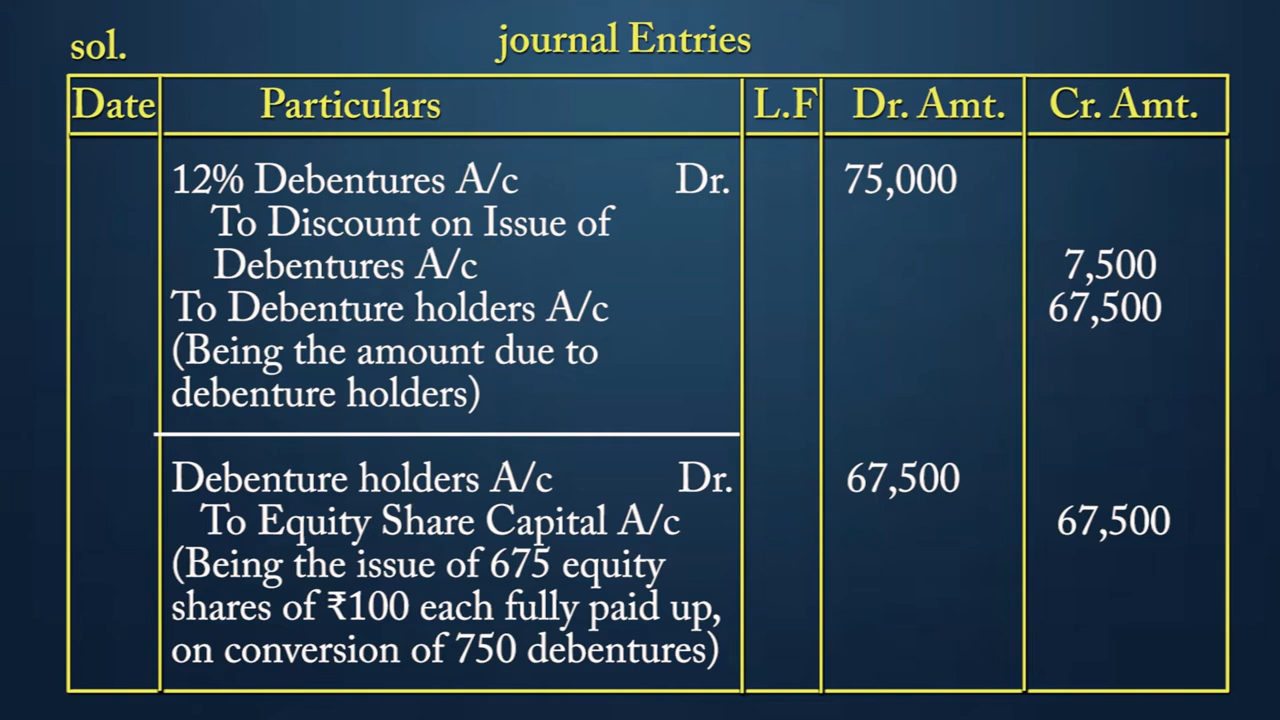 sol.
journal Entries
Date Particulars L.F Dr. Amt. Cr. Amt.
12% Debentures A/c Dr. 75,000
To Discount on Issue of
Debentures A/c 7,500
To Debenture holders A/c 67,500
(Being the amount due to
debenture holders)
Debenture holders A/c Dr. 67,500
To Equity Share Capital A/c 67,500
(Being the issue of 675 equity
shares of ₹100 each fully paid up,
on conversion of 750 debentures)